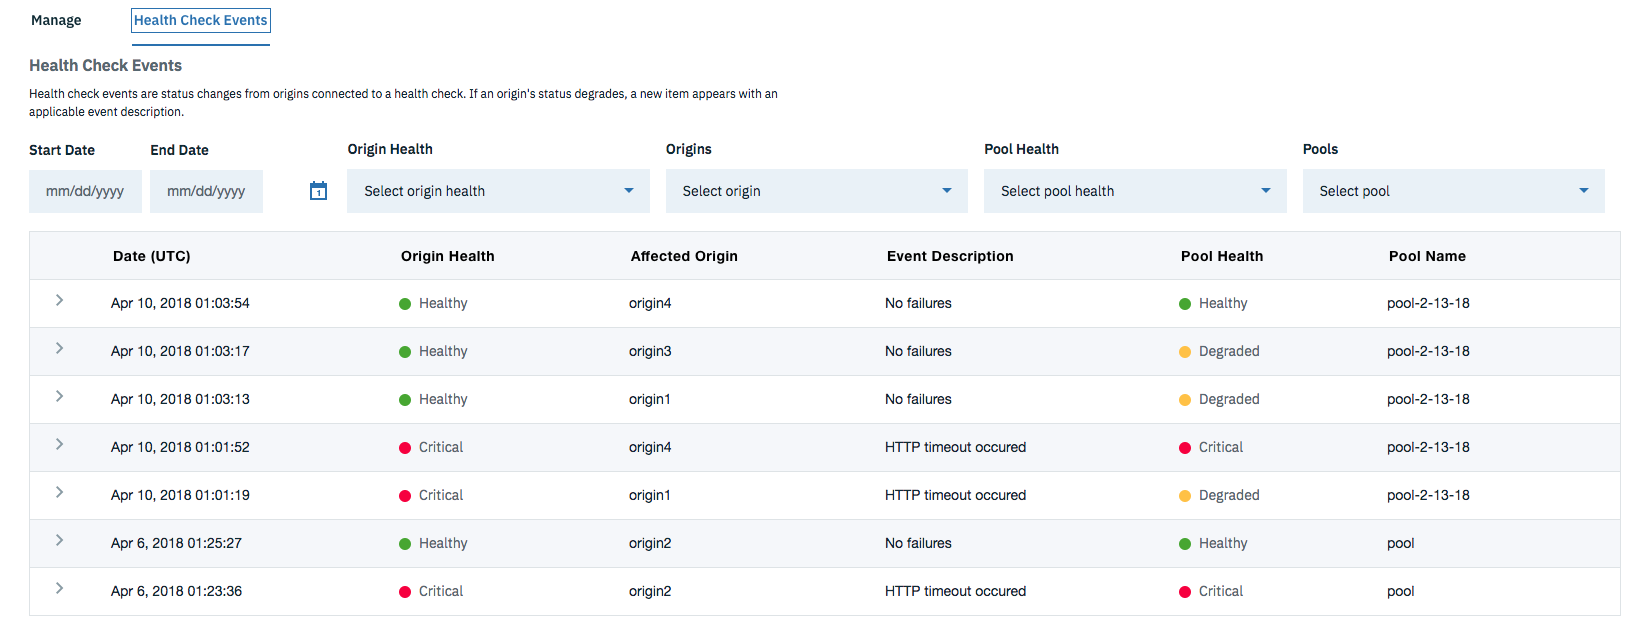 Manage Health Check Events
Health Check Events
Health check events are status changes from origins connected to a health check. If an origin's status degrades, a new item appears with an
applicable event description.
Start Date End Date Origin Health Origins Pool Health Pools
mm/dd/yyyy mm/dd/yyyy 1 Select origin health Select origin Select pool health Select pool
Date (UTC) Origin Health Affected Origin Event Description Pool Health Pool Name
Apr 10, 2018 01:03:54 Healthy origin4 No failures Healthy pool-2-13-18
Apr 10, 2018 01:03:17 Healthy origin3 No failures Degraded pool-2-13-18
Apr 10, 2018 01:03:13 Healthy origin1 No failures Degraded pool-2-13-18
Apr 10, 2018 01:01:52 Critical origin4 HTTP timeout occured Critical pool-2-13-18
Apr 10, 2018 01:01:19 Critical origin1 HTTP timeout occured Degraded pool-2-13-18
Apr 6, 2018 01:25:27 Healthy origin2 No failures Healthy pool
Apr 6, 2018 01:23:36 Critical origin2 HTTP timeout occured Critical pool